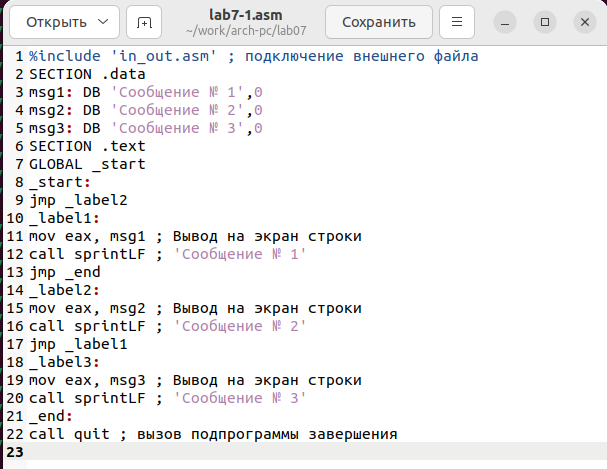 Открыть
lab7-1.asm
~/work/arch-pc/lab07
Сохранить
1 %include 'in_out.asm' ; подключение внешнего файла
2 SECTION .data
3 msg1: DB 'Сообщение № 1',0
4 msg2: DB 'Сообщение № 2',0
5 msg3: DB 'Сообщение № 3',0
6 SECTION .text
7 GLOBAL _start
8 _start:
9 jmp _label2
10 _label1:
11 mov eax, msg1 ; Вывод на экран строки
12 call sprintLF ; 'Сообщение № 1'
13 jmp _end
14 _label2:
15 mov eax, msg2 ; Вывод на экран строки
16 call sprintLF ; 'Сообщение № 2'
17 jmp _label1
18 _label3:
19 mov eax, msg3 ; Вывод на экран строки
20 call sprintLF ; 'Сообщение № 3'
21 _end:
22 call quit ; вызов подпрограммы завершения
23